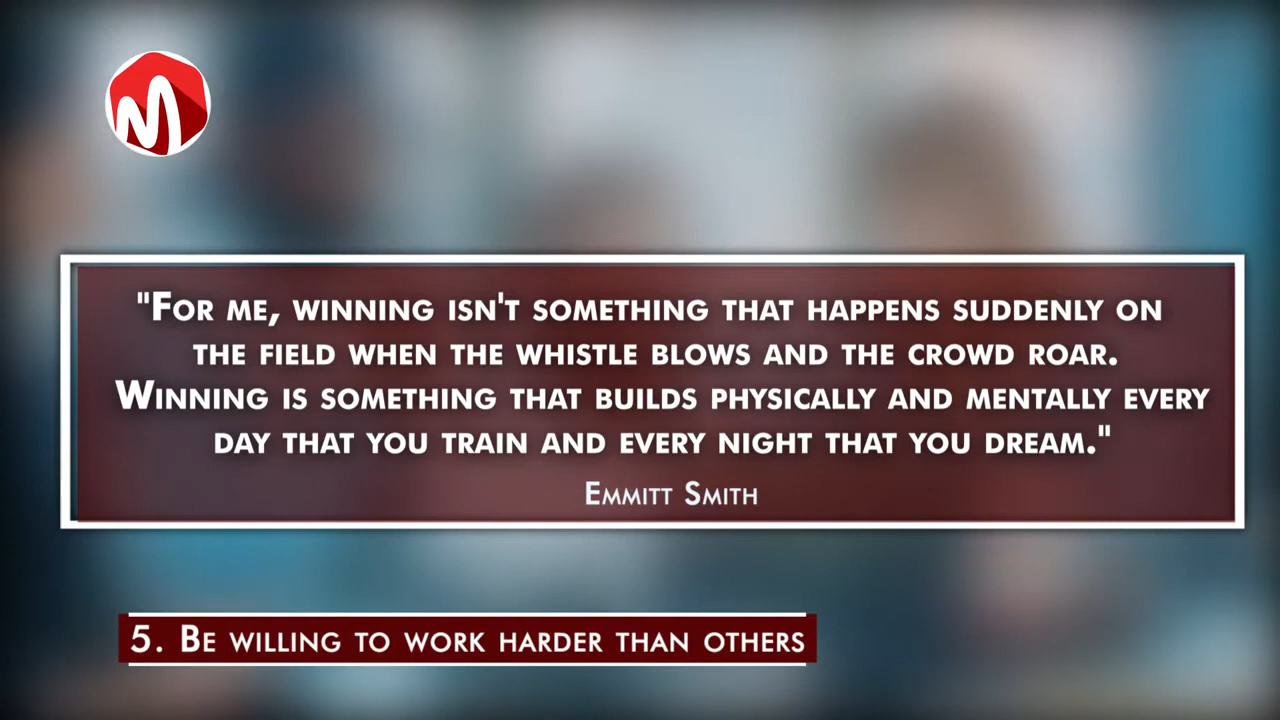 "For me, winning isn't something that happens suddenly on
the field when the whistle blows and the crowd roar.
Winning is something that builds physically and mentally every
day that you train and every night that you dream."
Emmitt Smith
5. Be willing to work harder than others